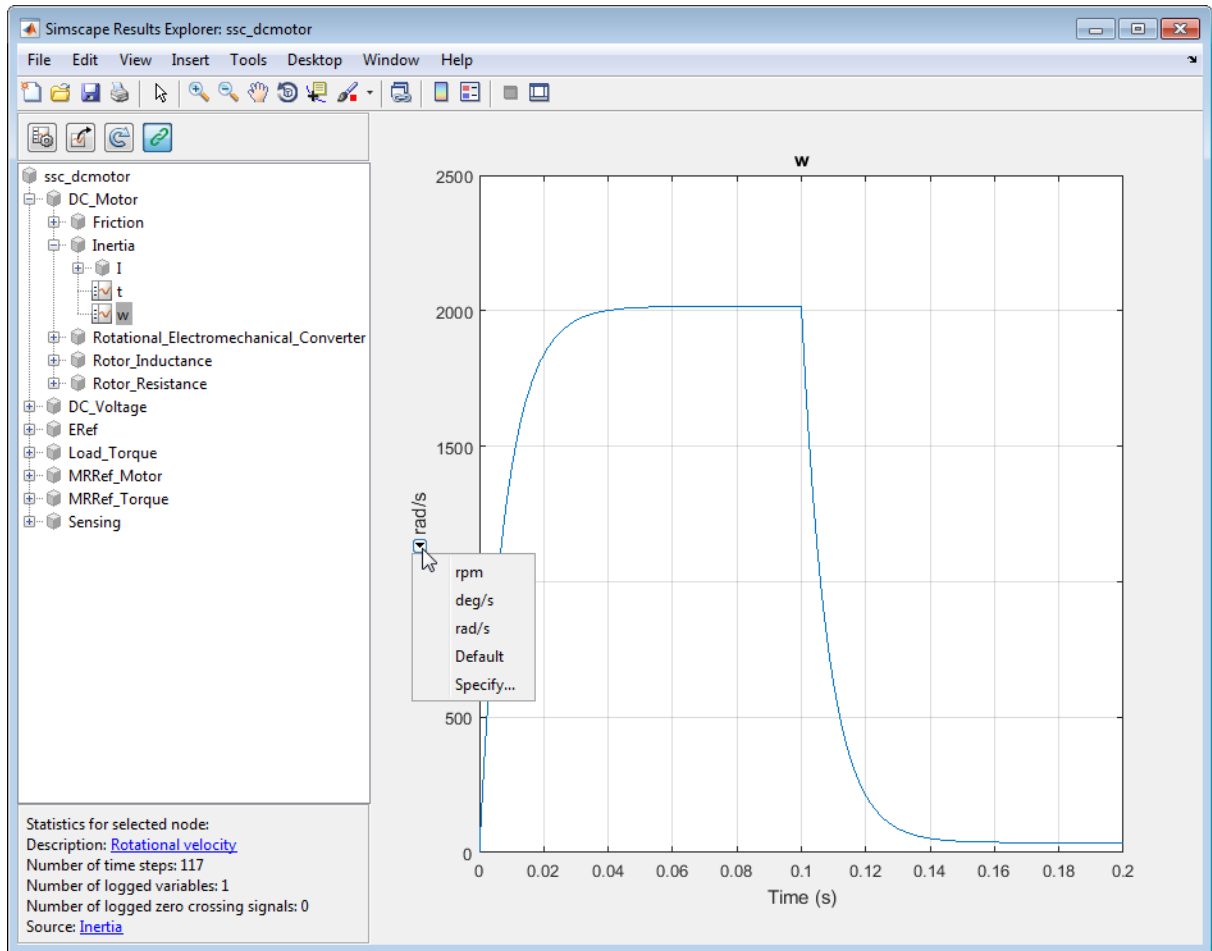 Simscape Results Explorer: ssc_dcmotor
File Edit View Insert Tools Desktop Window Help
ssc_dcmotor
DC_Motor
Friction
Inertia
I
t
w
Rotational_Electromechanical_Converter
Rotor_Inductance
Rotor_Resistance
DC_Voltage
ERef
Load_Torque
MRRef_Motor
MRRef_Torque
Sensing
Statistics for selected node:
Description: Rotational velocity
Number of time steps: 117
Number of logged variables: 1
Number of logged zero crossing signals: 0
Source: Inertia
w
2500
2000
1500
500
0
rad/s
rpm
deg/s
rad/s
Default
Specify...
0 0.02 0.04 0.06 0.08 0.1 0.12 0.14 0.16 0.18 0.2
Time (s)